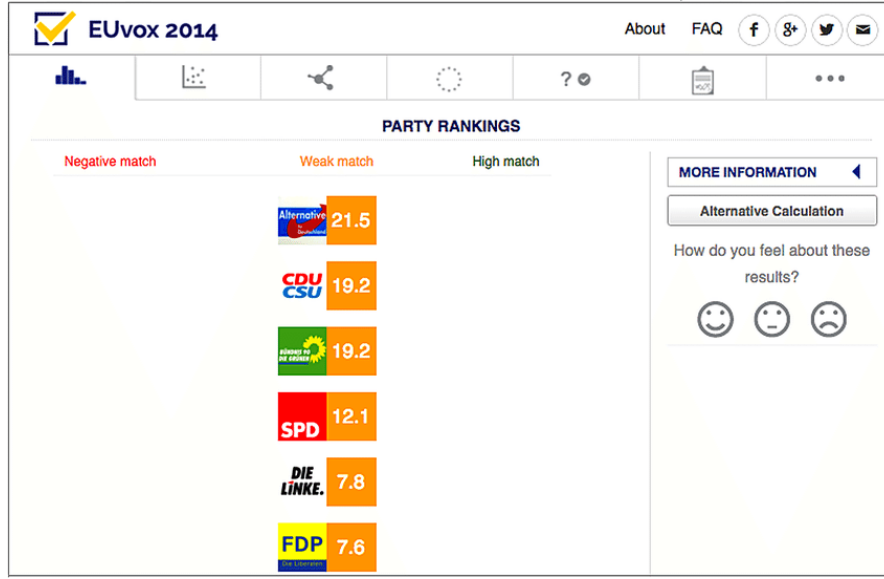 EUvox 2014
About FAQ
?
PARTY RANKINGS
Negative match Weak match High match
Alternative für Deutschland 21.5
CDU CSU 19.2
BÜNDNIS 90 DIE GRÜNEN 19.2
SPD 12.1
DIE LINKE. 7.8
FDP Die Liberalen 7.6
MORE INFORMATION
Alternative Calculation
How do you feel about these
results?